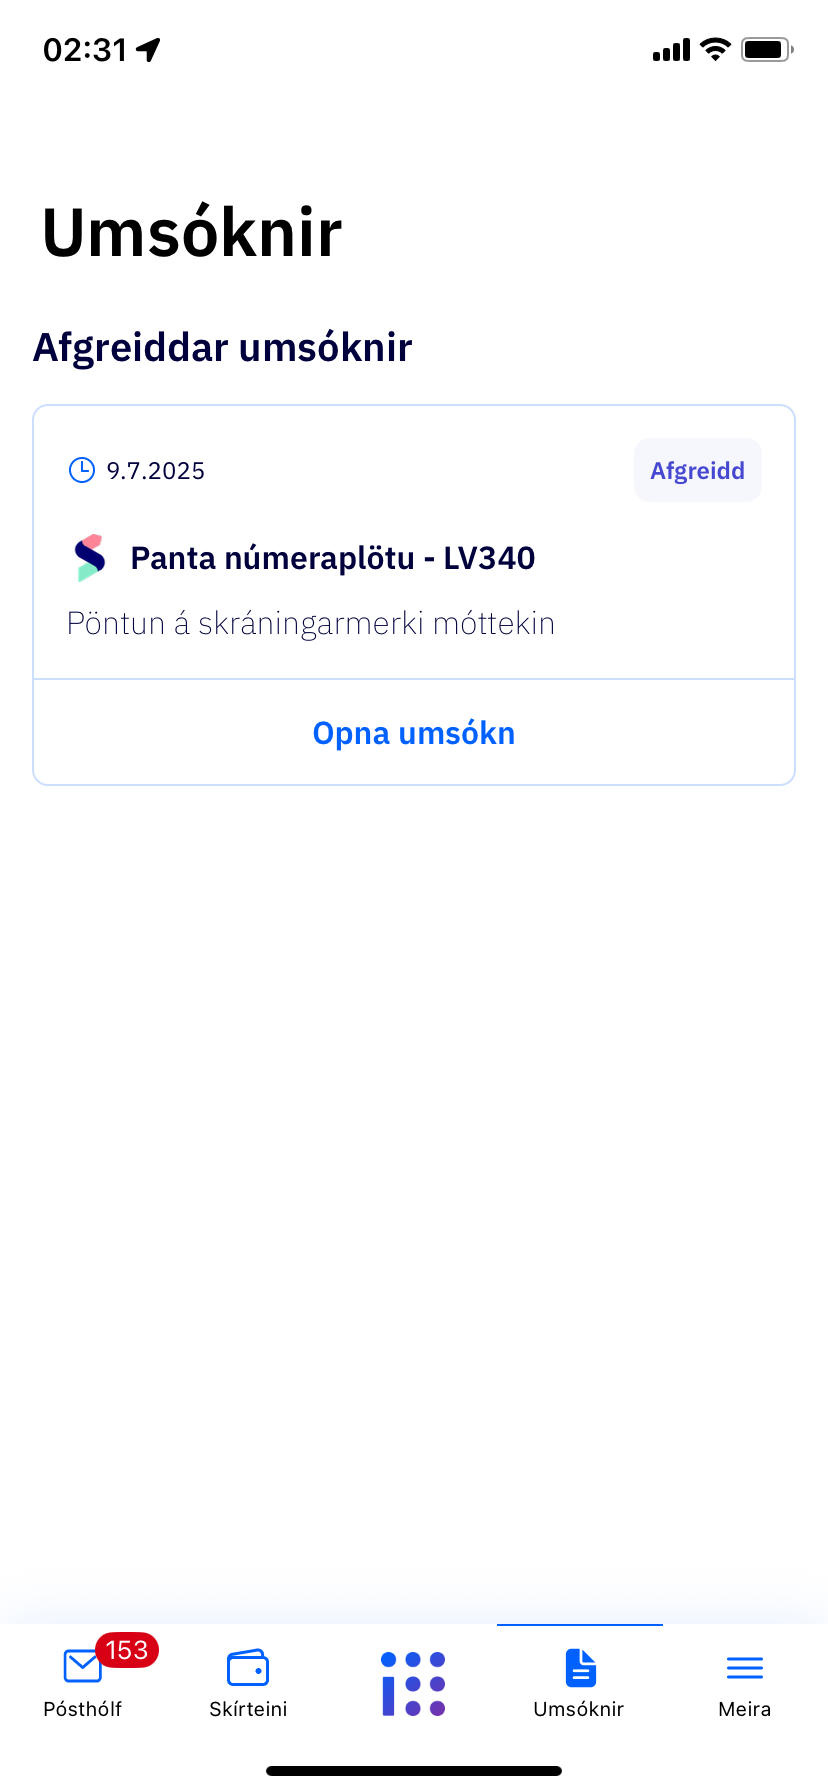 02:31
Umsóknir
Afgreiddar umsóknir
9.7.2025
Afgreidd
Panta númeraplötu - LV340
Pöntun á skráningarmerki móttekin
Opna umsókn
153
Pósthólf
Skírteini
Umsóknir
Meira